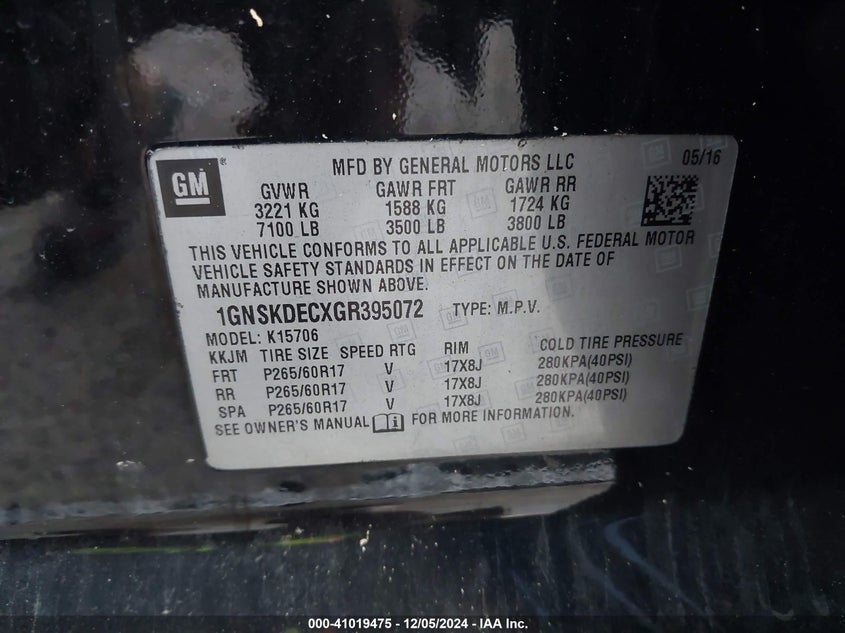 GM
MFD BY GENERAL MOTORS LLC 05/16
GVWR GAWR FRT GAWR RR
3221 KG 1588 KG 1724 KG
7100 LB 3500 LB 3800 LB
THIS VEHICLE CONFORMS TO ALL APPLICABLE U.S. FEDERAL MOTOR
VEHICLE SAFETY STANDARDS IN EFFECT ON THE DATE OF
MANUFACTURE SHOWN ABOVE.
1GNSKDECXGR395072 TYPE: M.P.V.
MODEL: K15706
KKJM TIRE SIZE SPEED RTG RIM COLD TIRE PRESSURE
FRT P265/60R17 V 17X8J 280KPA(40PSI)
RR P265/60R17 V 17X8J 280KPA(40PSI)
SPA P265/60R17 V 17X8J 280KPA(40PSI)
SEE OWNER'S MANUAL FOR MORE INFORMATION.
000-41019475 - 12/05/2024 - IAA Inc.